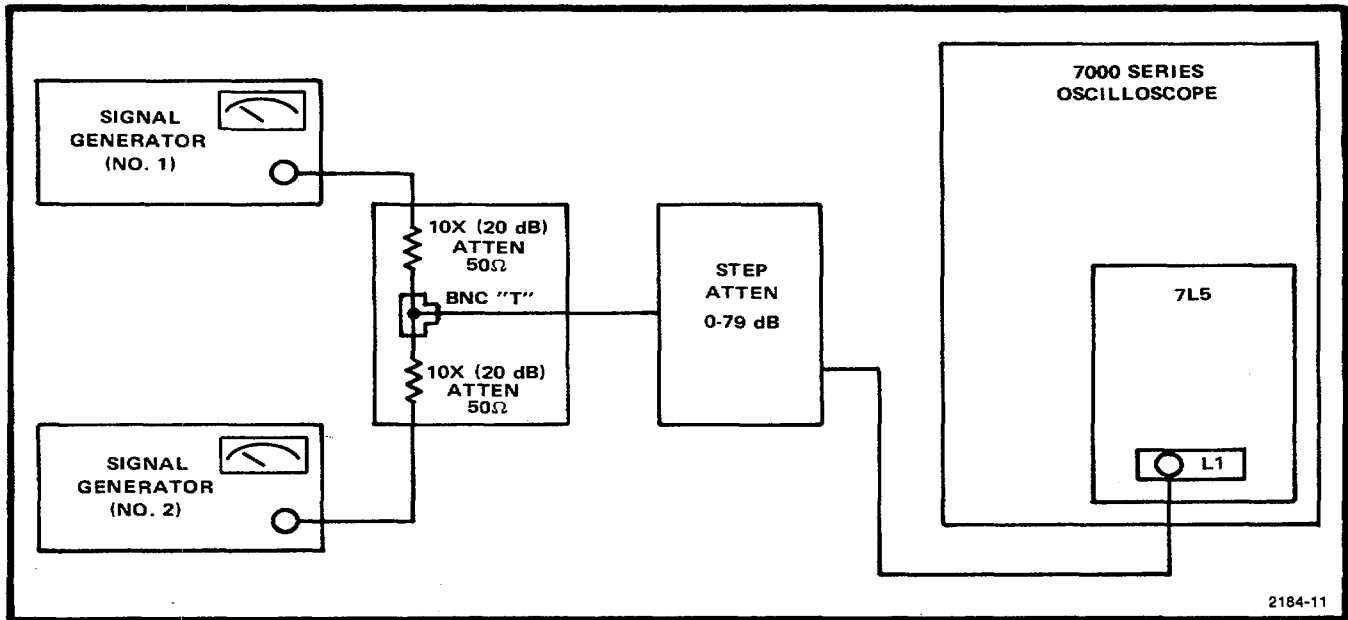 SIGNAL
GENERATOR
(NO. 1)
10X (20 dB)
ATTEN
50Ω
BNC "T"
10X (20 dB)
ATTEN
50Ω
SIGNAL
GENERATOR
(NO. 2)
STEP
ATTEN
0-79 dB
7000 SERIES
OSCILLOSCOPE
7L5
L1
2184-11